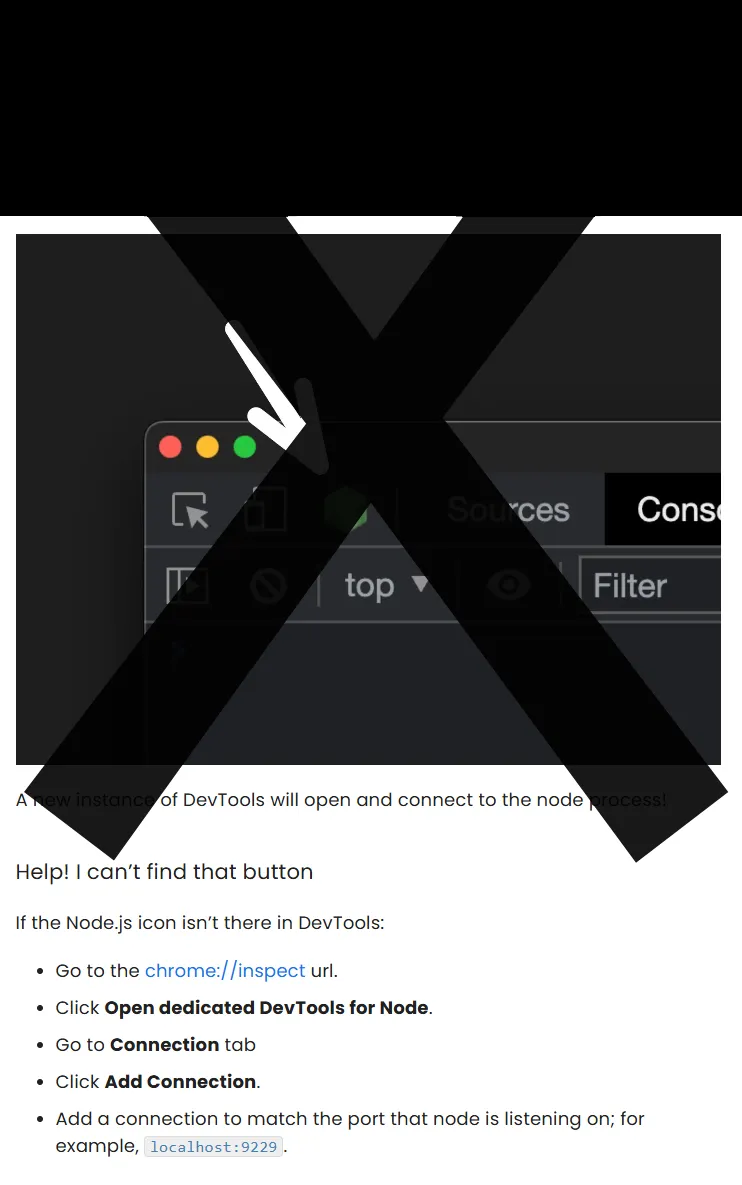 Sources
Conso
top
Filter
A new instance of DevTools will open and connect to the node process!
Help! I can’t find that button
If the Node.js icon isn’t there in DevTools:
Go to the chrome://inspect url.
Click Open dedicated DevTools for Node.
Go to Connection tab
Click Add Connection.
Add a connection to match the port that node is listening on; for
example, localhost:9229.